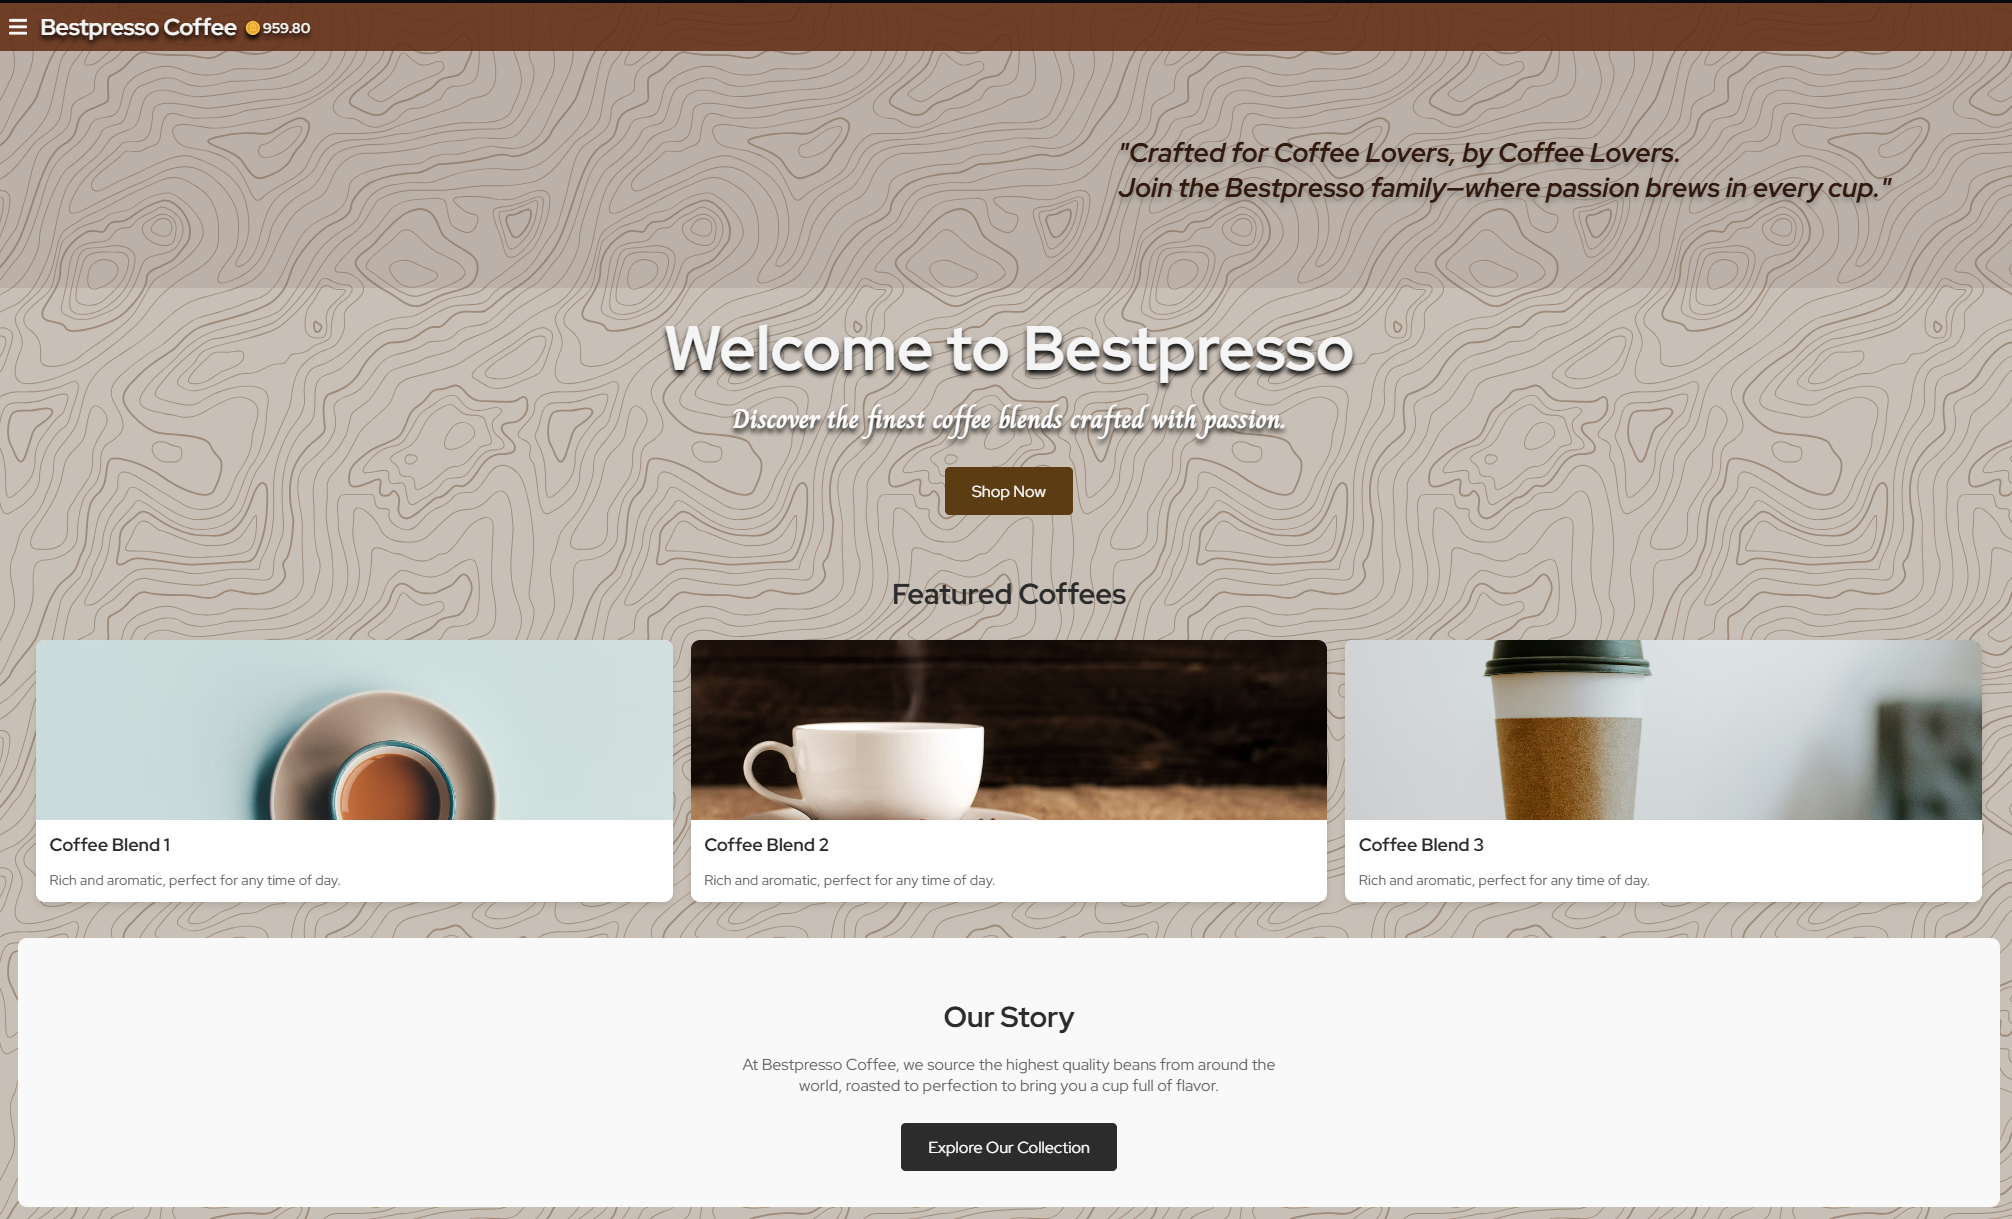 Bestpresso Coffee 959.80
"Crafted for Coffee Lovers, by Coffee Lovers.
Join the Bestpresso family—where passion brews in every cup."
Welcome to Bestpresso
Discover the finest coffee blends crafted with passion.
Shop Now
Featured Coffees
Coffee Blend 1
Rich and aromatic, perfect for any time of day.
Coffee Blend 2
Rich and aromatic, perfect for any time of day.
Coffee Blend 3
Rich and aromatic, perfect for any time of day.
Our Story
At Bestpresso Coffee, we source the highest quality beans from around the
world, roasted to perfection to bring you a cup full of flavor.
Explore Our Collection